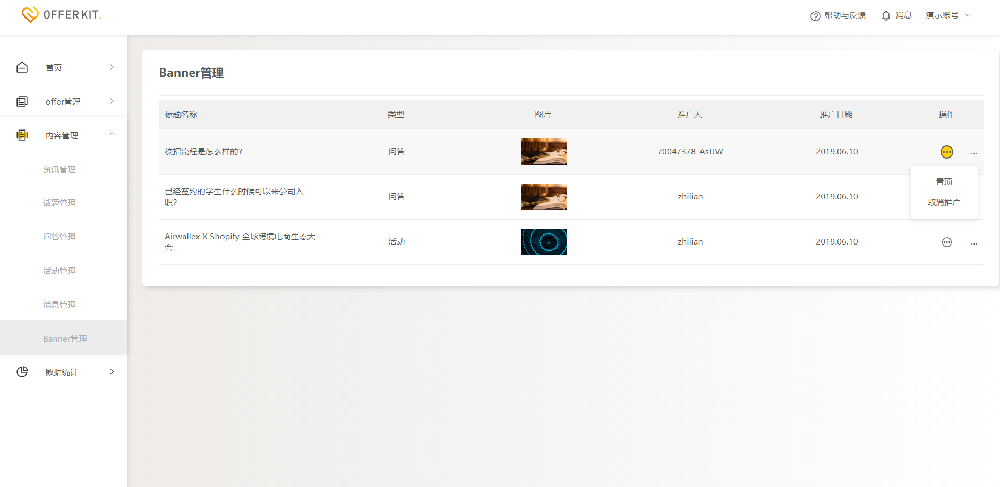 OFFER KIT.
帮助与反馈
消息
演示账号
首页
offer管理
内容管理
资讯管理
话题管理
问答管理
活动管理
消息管理
Banner管理
数据统计
Banner管理
标题名称 类型 图片 推广人 推广日期 操作
校招流程是怎么样的? 问答 70047378_AsUW 2019.06.10 ...
置顶
取消推广
已经签约的学生什么时候可以来公司入
职?
问答 zhilian 2019.06.10
Airwallex X Shopify 全球跨境电商生态大
会
活动 zhilian 2019.06.10 ...